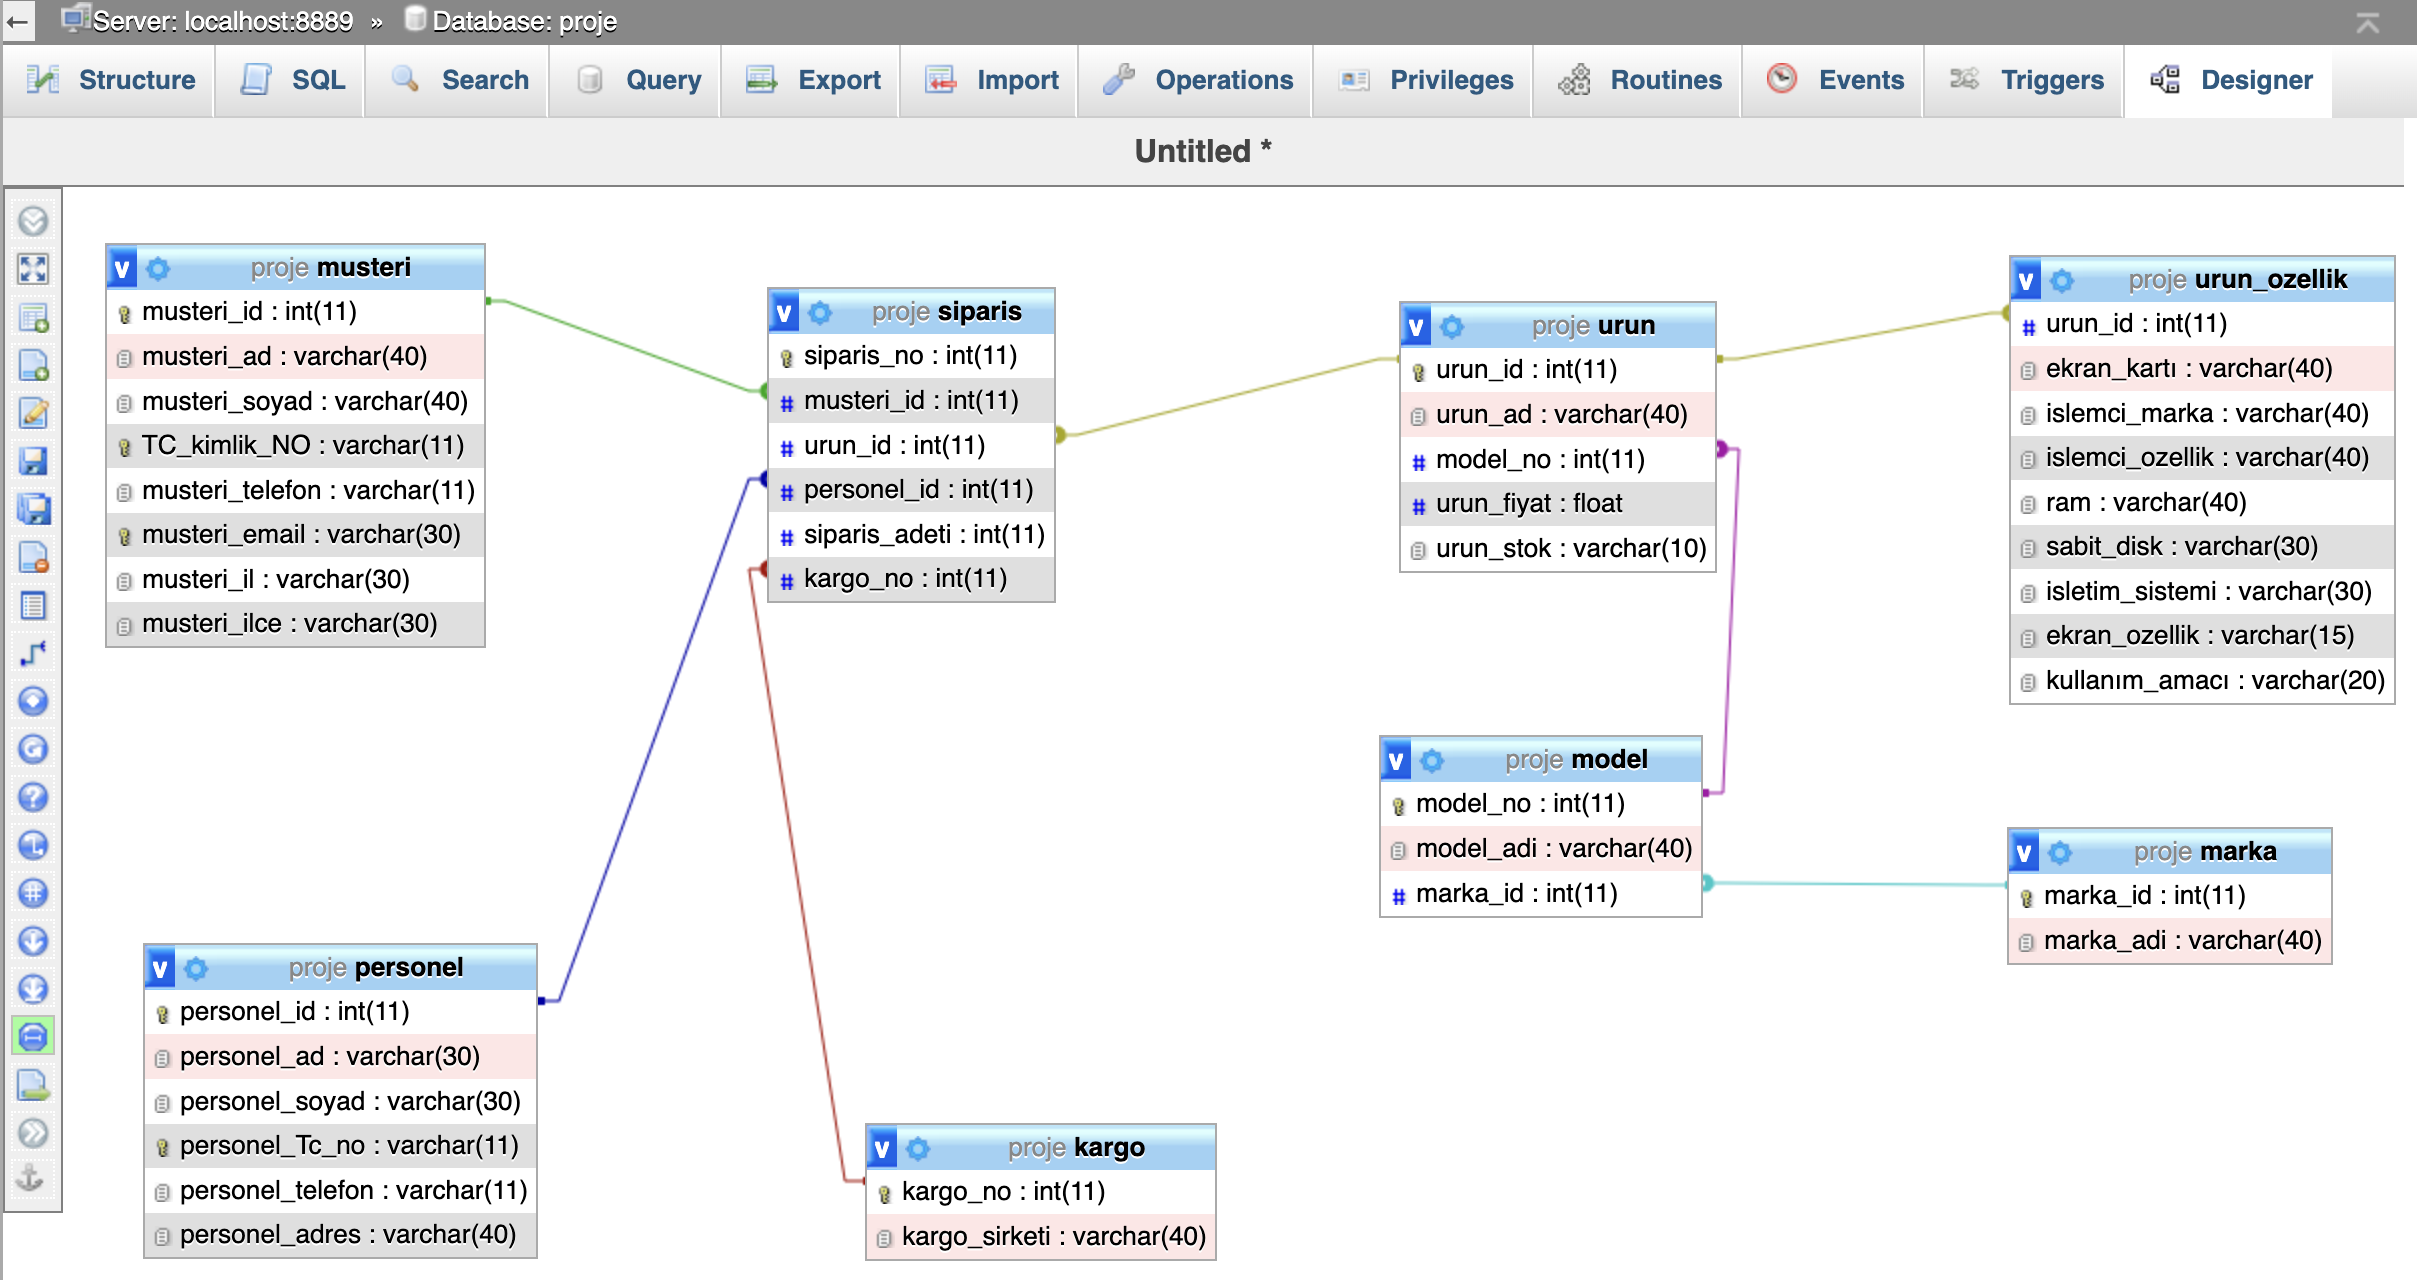 Server: localhost:8889 » Database: proje
Structure SQL Search Query Export Import Operations Privileges Routines Events Triggers Designer
Untitled *
v proje musteri
musteri_id : int(11)
musteri_ad : varchar(40)
musteri_soyad : varchar(40)
TC_kimlik_NO : varchar(11)
musteri_telefon : varchar(11)
musteri_email : varchar(30)
musteri_il : varchar(30)
musteri_ilce : varchar(30)
v proje siparis
siparis_no : int(11)
# musteri_id : int(11)
# urun_id : int(11)
# personel_id : int(11)
# siparis_adeti : int(11)
# kargo_no : int(11)
v proje urun
urun_id : int(11)
urun_ad : varchar(40)
# model_no : int(11)
# urun_fiyat : float
urun_stok : varchar(10)
v proje urun_ozellik
# urun_id : int(11)
ekran_kartı : varchar(40)
islemci_marka : varchar(40)
islemci_ozellik : varchar(40)
ram : varchar(40)
sabit_disk : varchar(30)
isletim_sistemi : varchar(30)
ekran_ozellik : varchar(15)
kullanım_amacı : varchar(20)
v proje model
model_no : int(11)
model_adi : varchar(40)
# marka_id : int(11)
v proje marka
marka_id : int(11)
marka_adi : varchar(40)
v proje personel
personel_id : int(11)
personel_ad : varchar(30)
personel_soyad : varchar(30)
personel_Tc_no : varchar(11)
personel_telefon : varchar(11)
personel_adres : varchar(40)
v proje kargo
kargo_no : int(11)
kargo_sirketi : varchar(40)